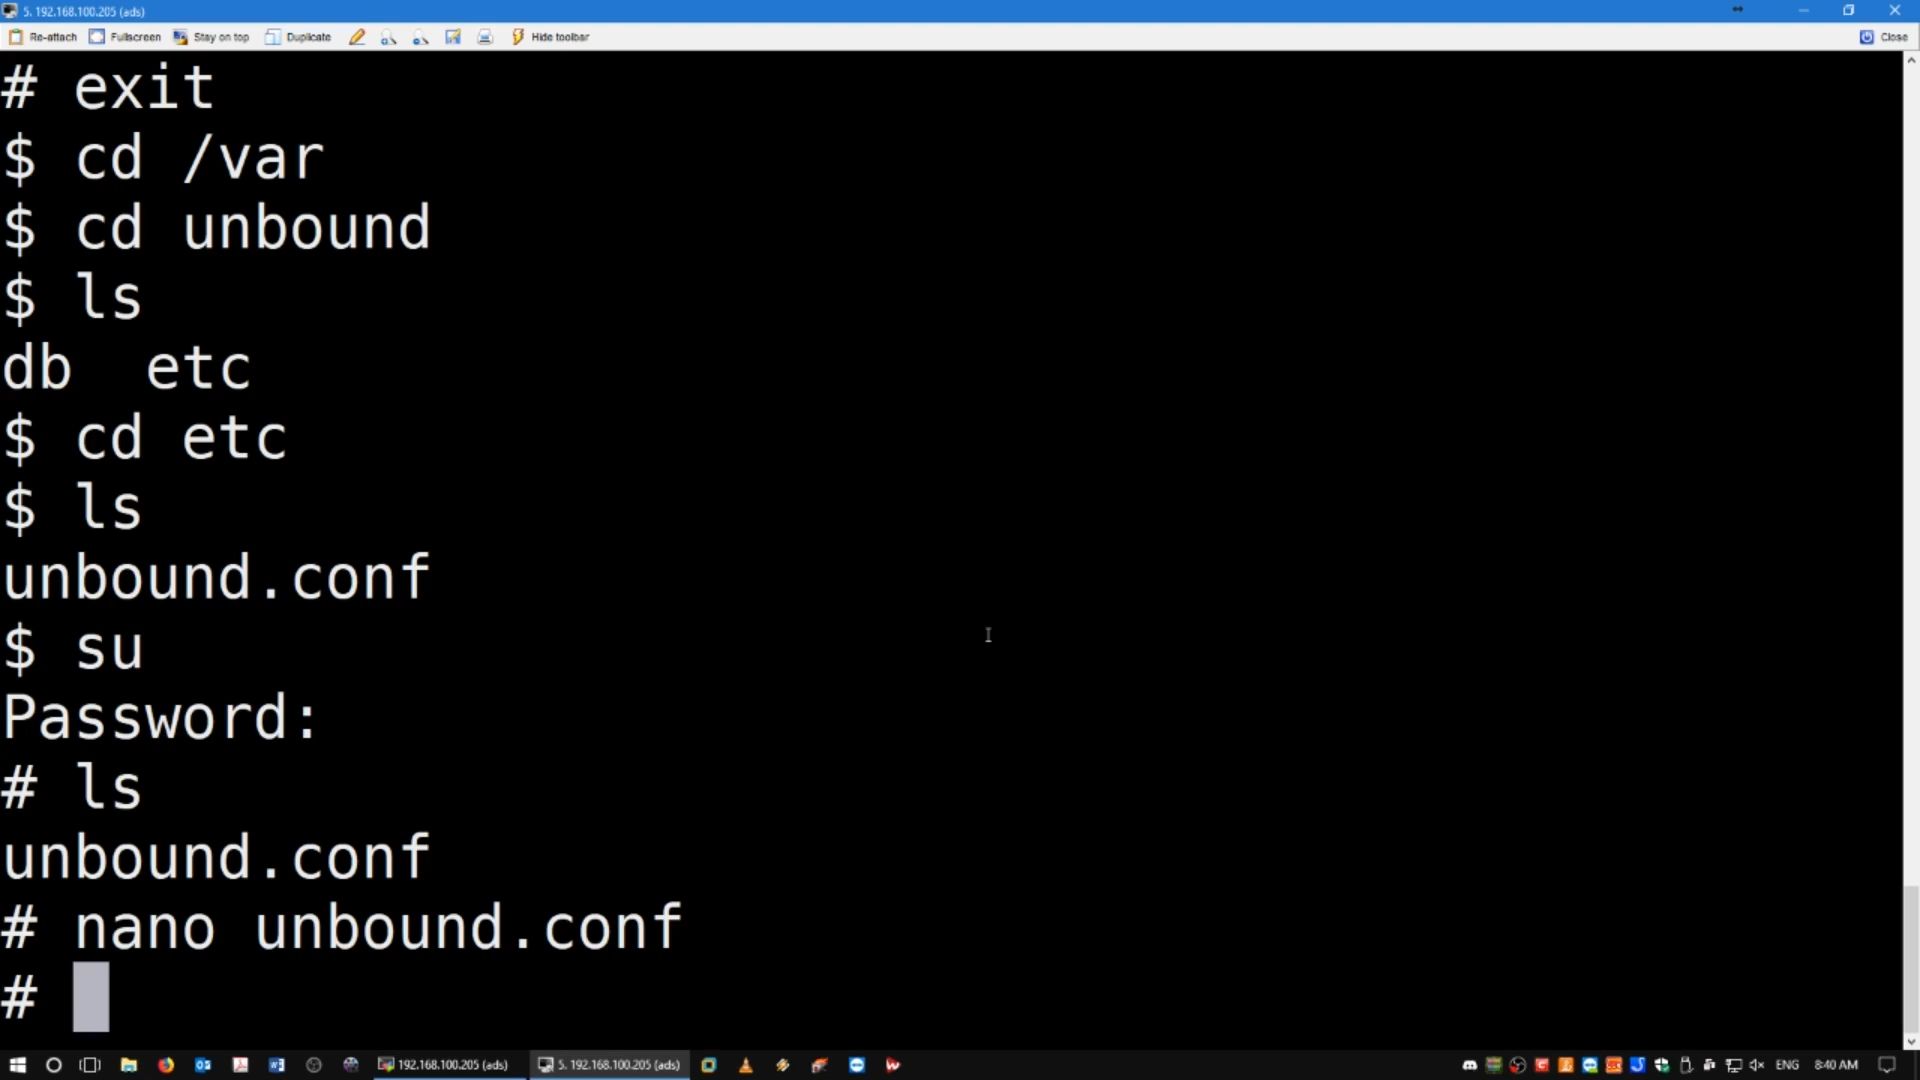 5. 192.168.100.205 (ads)
Re-attach Fullscreen Stay on top Duplicate Hide toolbar Close
# exit
$ cd /var
$ cd unbound
$ ls
db etc
$ cd etc
$ ls
unbound.conf
$ su
Password:
# ls
unbound.conf
# nano unbound.conf
#
192.168.100.205 (ads) 5. 192.168.100.205 (ads) ENG 8:40 AM